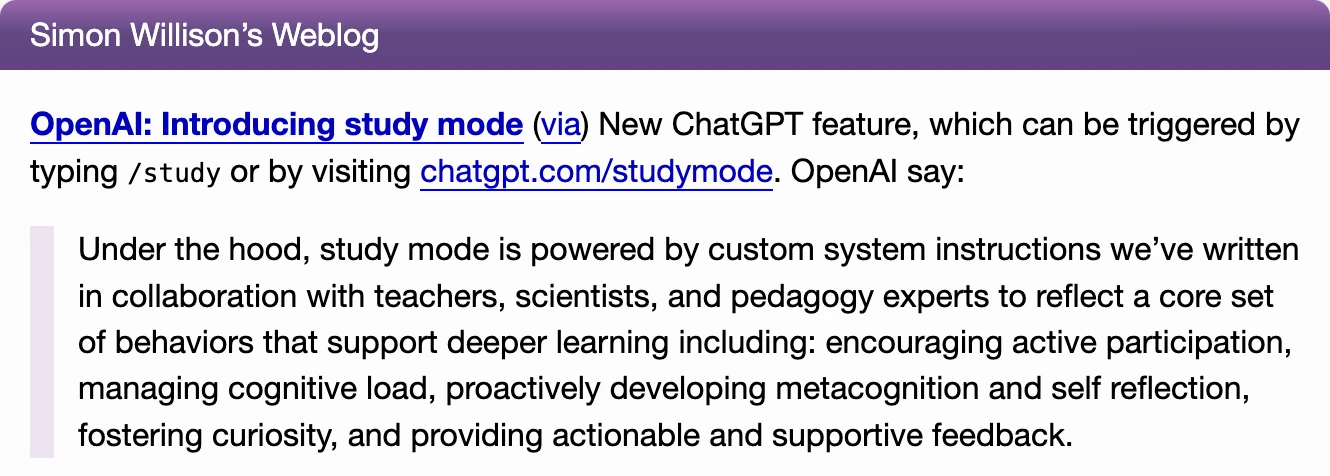 Simon Willison’s Weblog
OpenAI: Introducing study mode (via) New ChatGPT feature, which can be triggered by
typing /study or by visiting chatgpt.com/studymode. OpenAI say:
Under the hood, study mode is powered by custom system instructions we’ve written
in collaboration with teachers, scientists, and pedagogy experts to reflect a core set
of behaviors that support deeper learning including: encouraging active participation,
managing cognitive load, proactively developing metacognition and self reflection,
fostering curiosity, and providing actionable and supportive feedback.